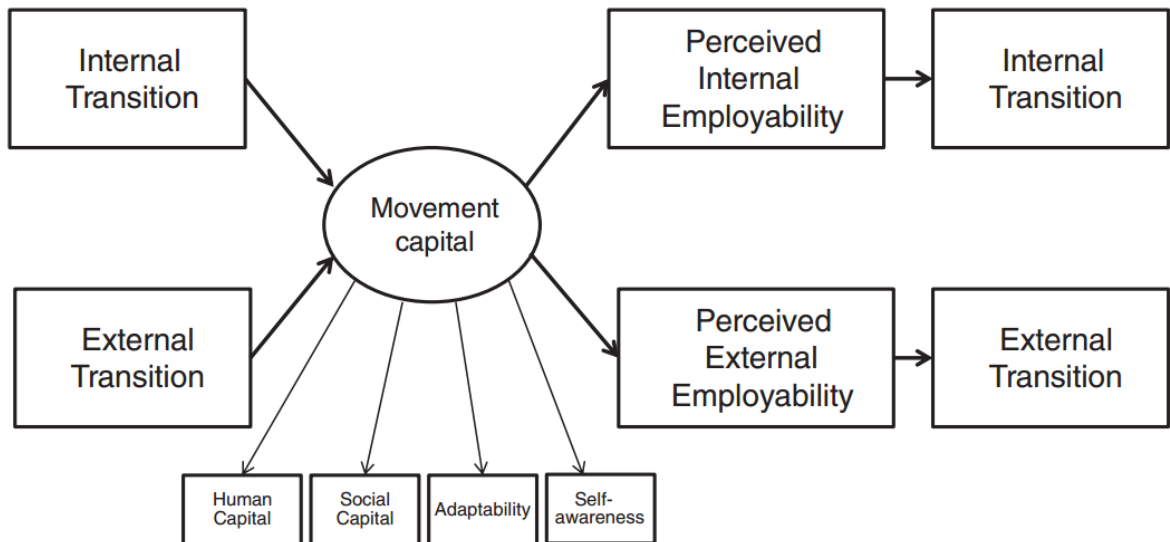 Internal
Transition
Perceived
Internal
Employability
Internal
Transition
Movement
capital
External
Transition
Perceived
External
Employability
External
Transition
Human
Capital
Social
Capital
Adaptability
Self-
awareness